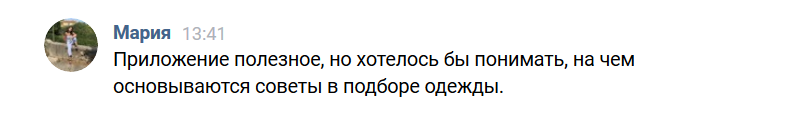 Мария 13:41
Приложение полезное, но хотелось бы понимать, на чем
основываются советы в подборе одежды.